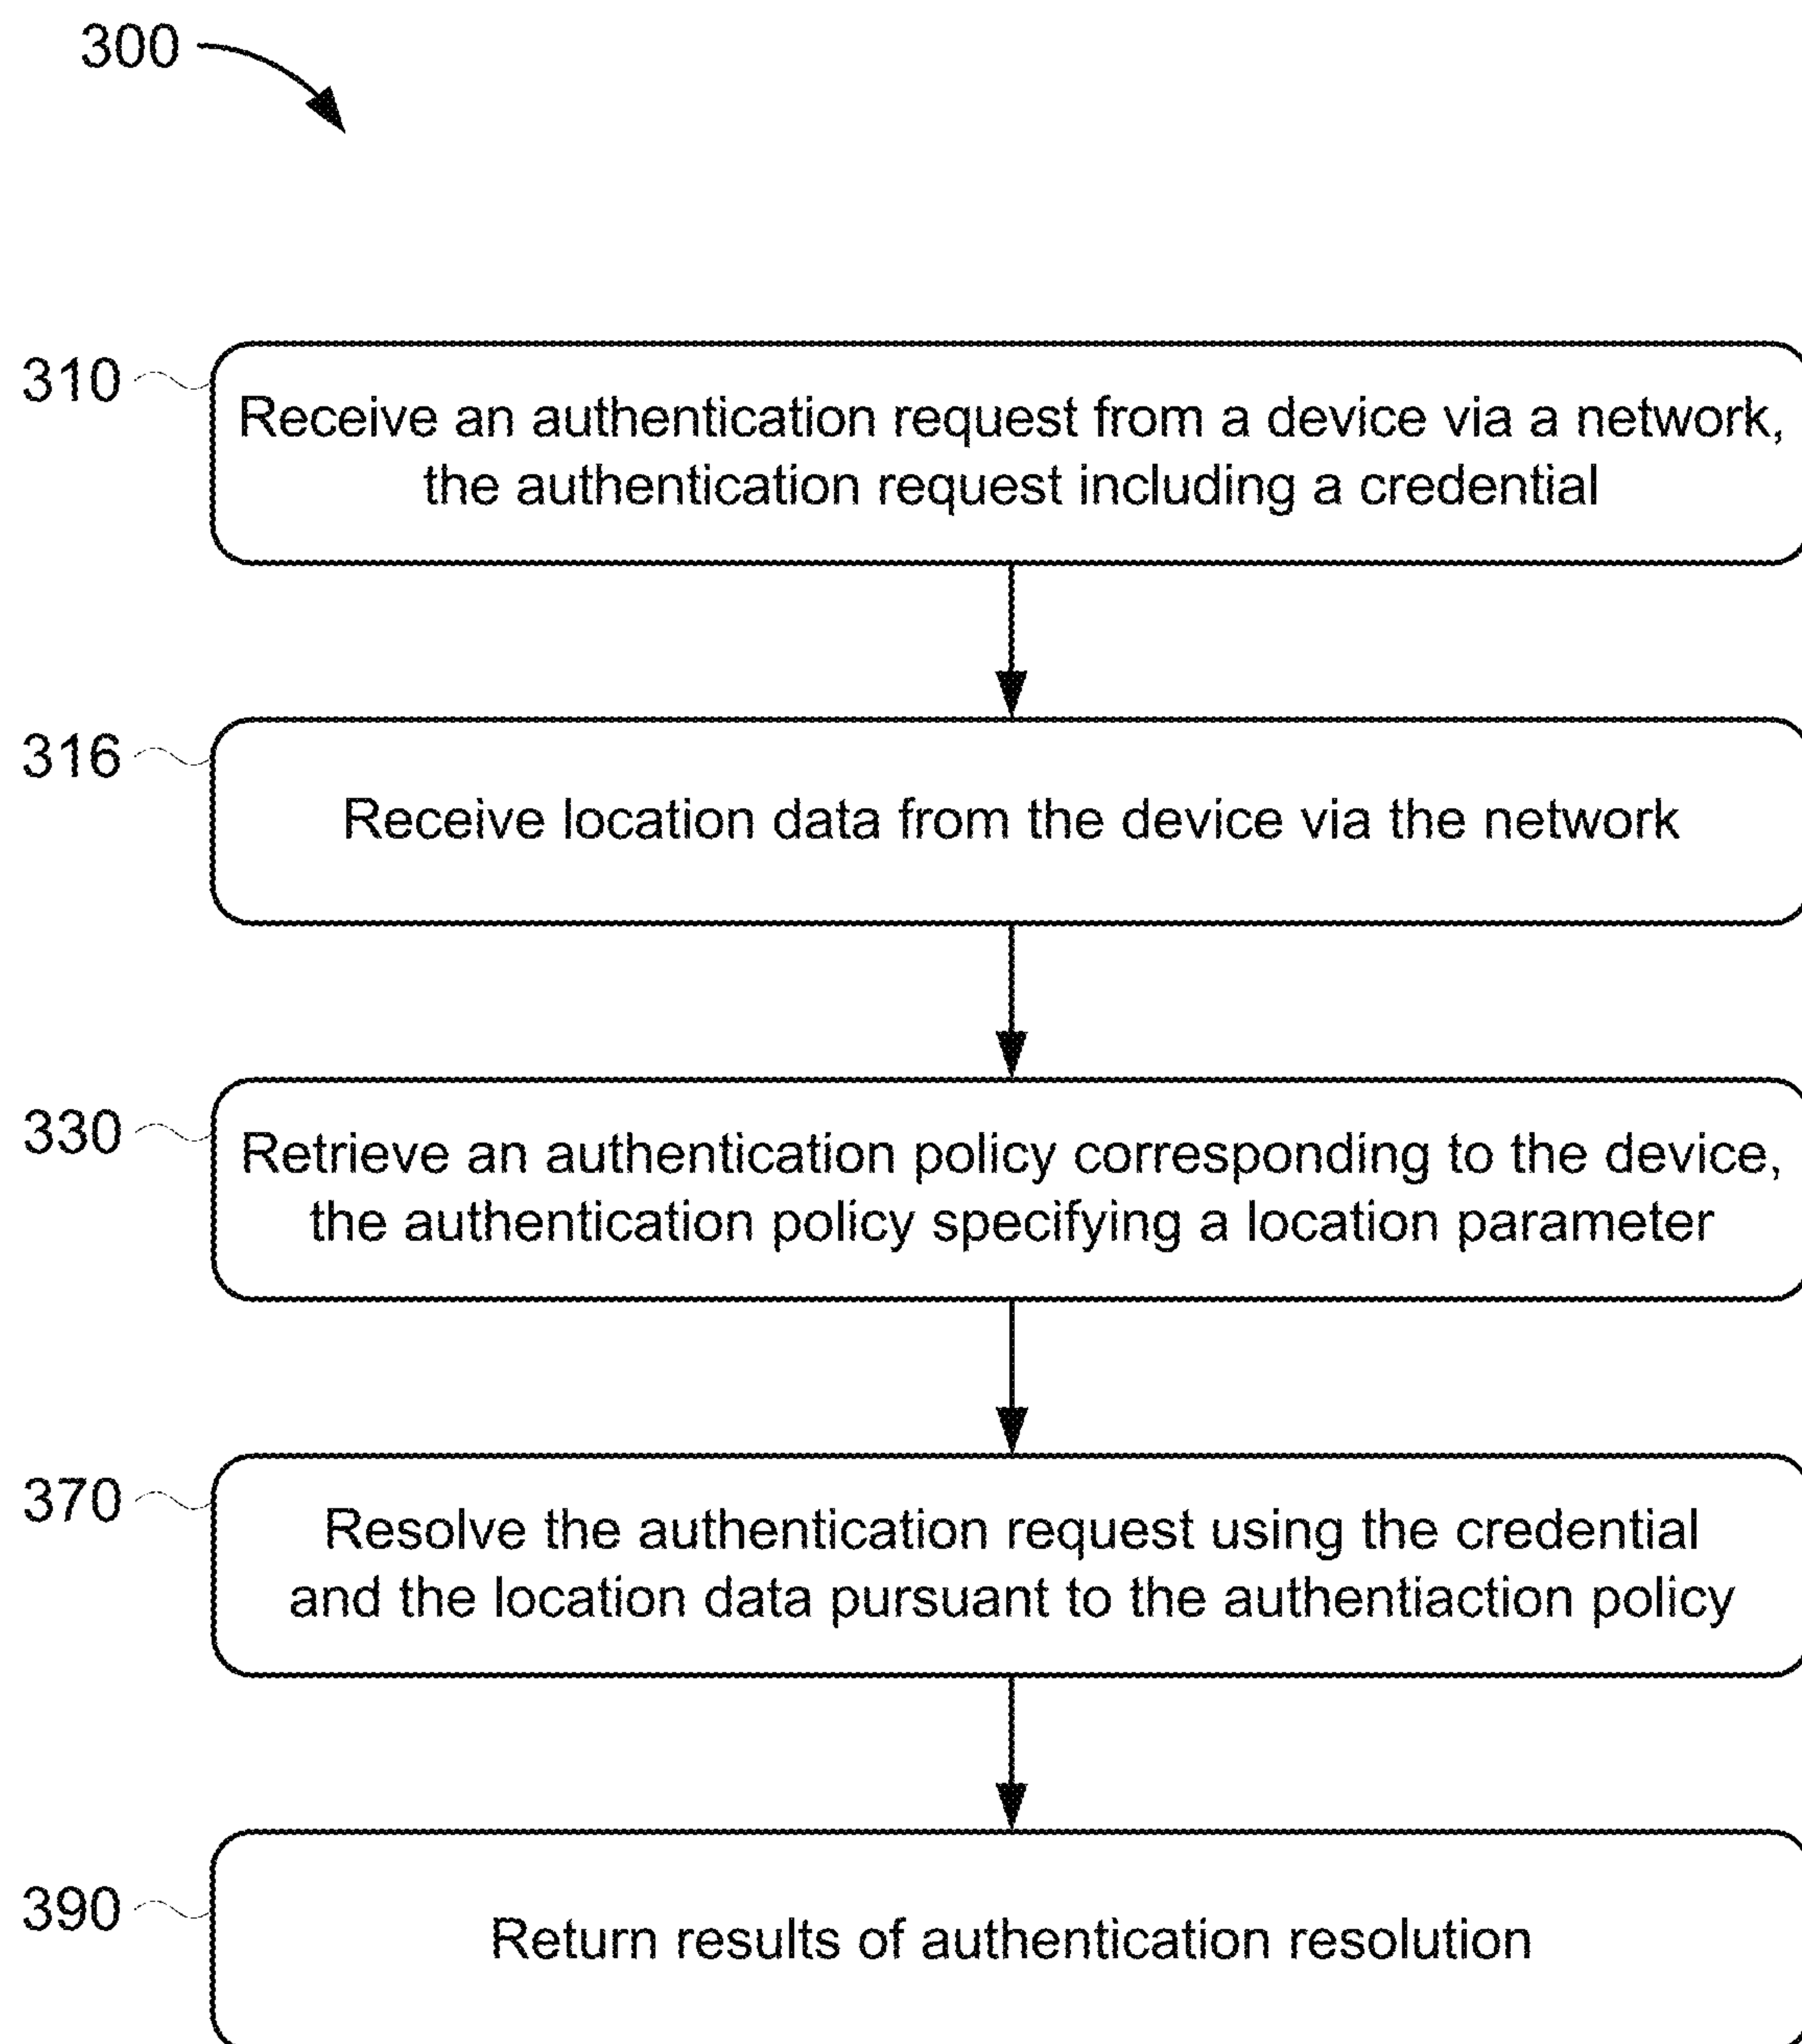 300
310
Receive an authentication request from a device via a network,
the authentication request including a credential
316
Receive location data from the device via the network
330
Retrieve an authentication policy corresponding to the device,
the authentication policy specifying a location parameter
370
Resolve the authentication request using the credential
and the location data pursuant to the authentiaction policy
390
Return results of authentication resolution